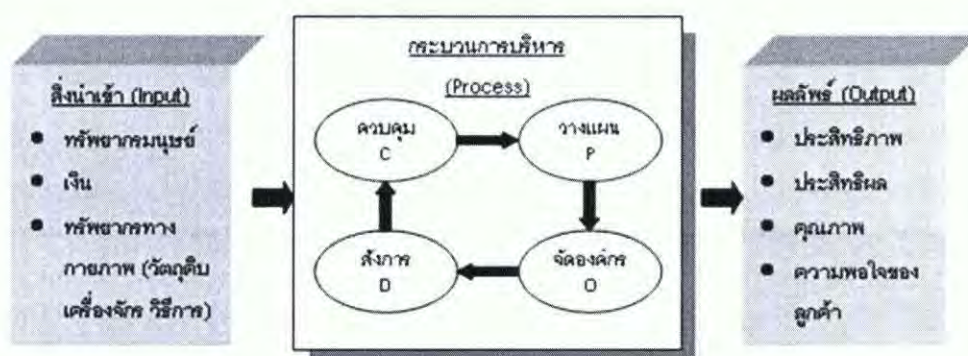 สิ่งนำเข้า (Input)
● ทรัพยากรมนุษย์
● เงิน
● ทรัพยากรทาง
กายภาพ (วัตถุดิบ
เครื่องจักร วิธีการ)
กระบวนการบริหาร
(Process)
ควบคุม
C
วางแผน
P
สั่งการ
D
จัดองค์กร
O
ผลลัพธ์ (Output)
● ประสิทธิภาพ
● ประสิทธิผล
● คุณภาพ
● ความพอใจของ
ลูกค้า